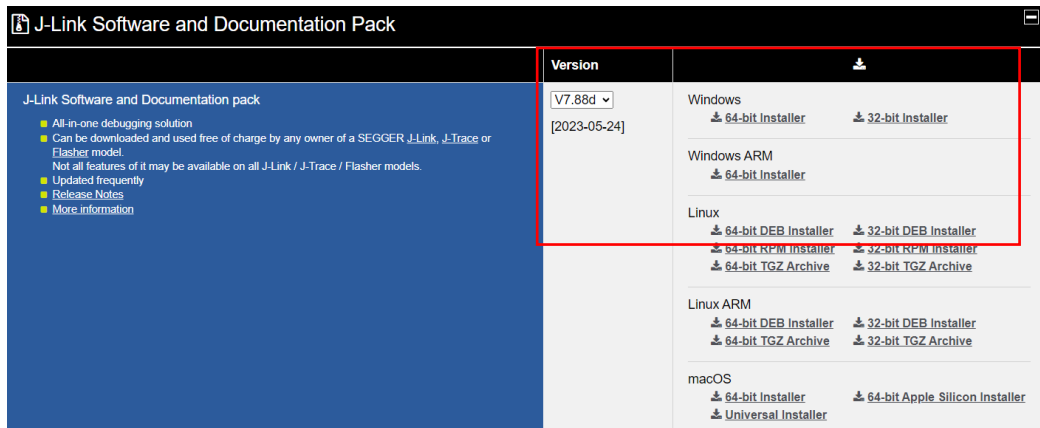 J-Link Software and Documentation Pack
Version
J-Link Software and Documentation pack
All-in-one debugging solution
Can be downloaded and used free of charge by any owner of a SEGGER J-Link, J-Trace or
Flasher model.
Not all features of it may be available on all J-Link / J-Trace / Flasher models.
Updated frequently
Release Notes
More information
V7.88d
[2023-05-24]
Windows
64-bit Installer 32-bit Installer
Windows ARM
64-bit Installer
Linux
64-bit DEB Installer 32-bit DEB Installer
64-bit RPM Installer 32-bit RPM Installer
64-bit TGZ Archive 32-bit TGZ Archive
Linux ARM
64-bit DEB Installer 32-bit DEB Installer
64-bit TGZ Archive 32-bit TGZ Archive
macOS
64-bit Installer 64-bit Apple Silicon Installer
Universal Installer